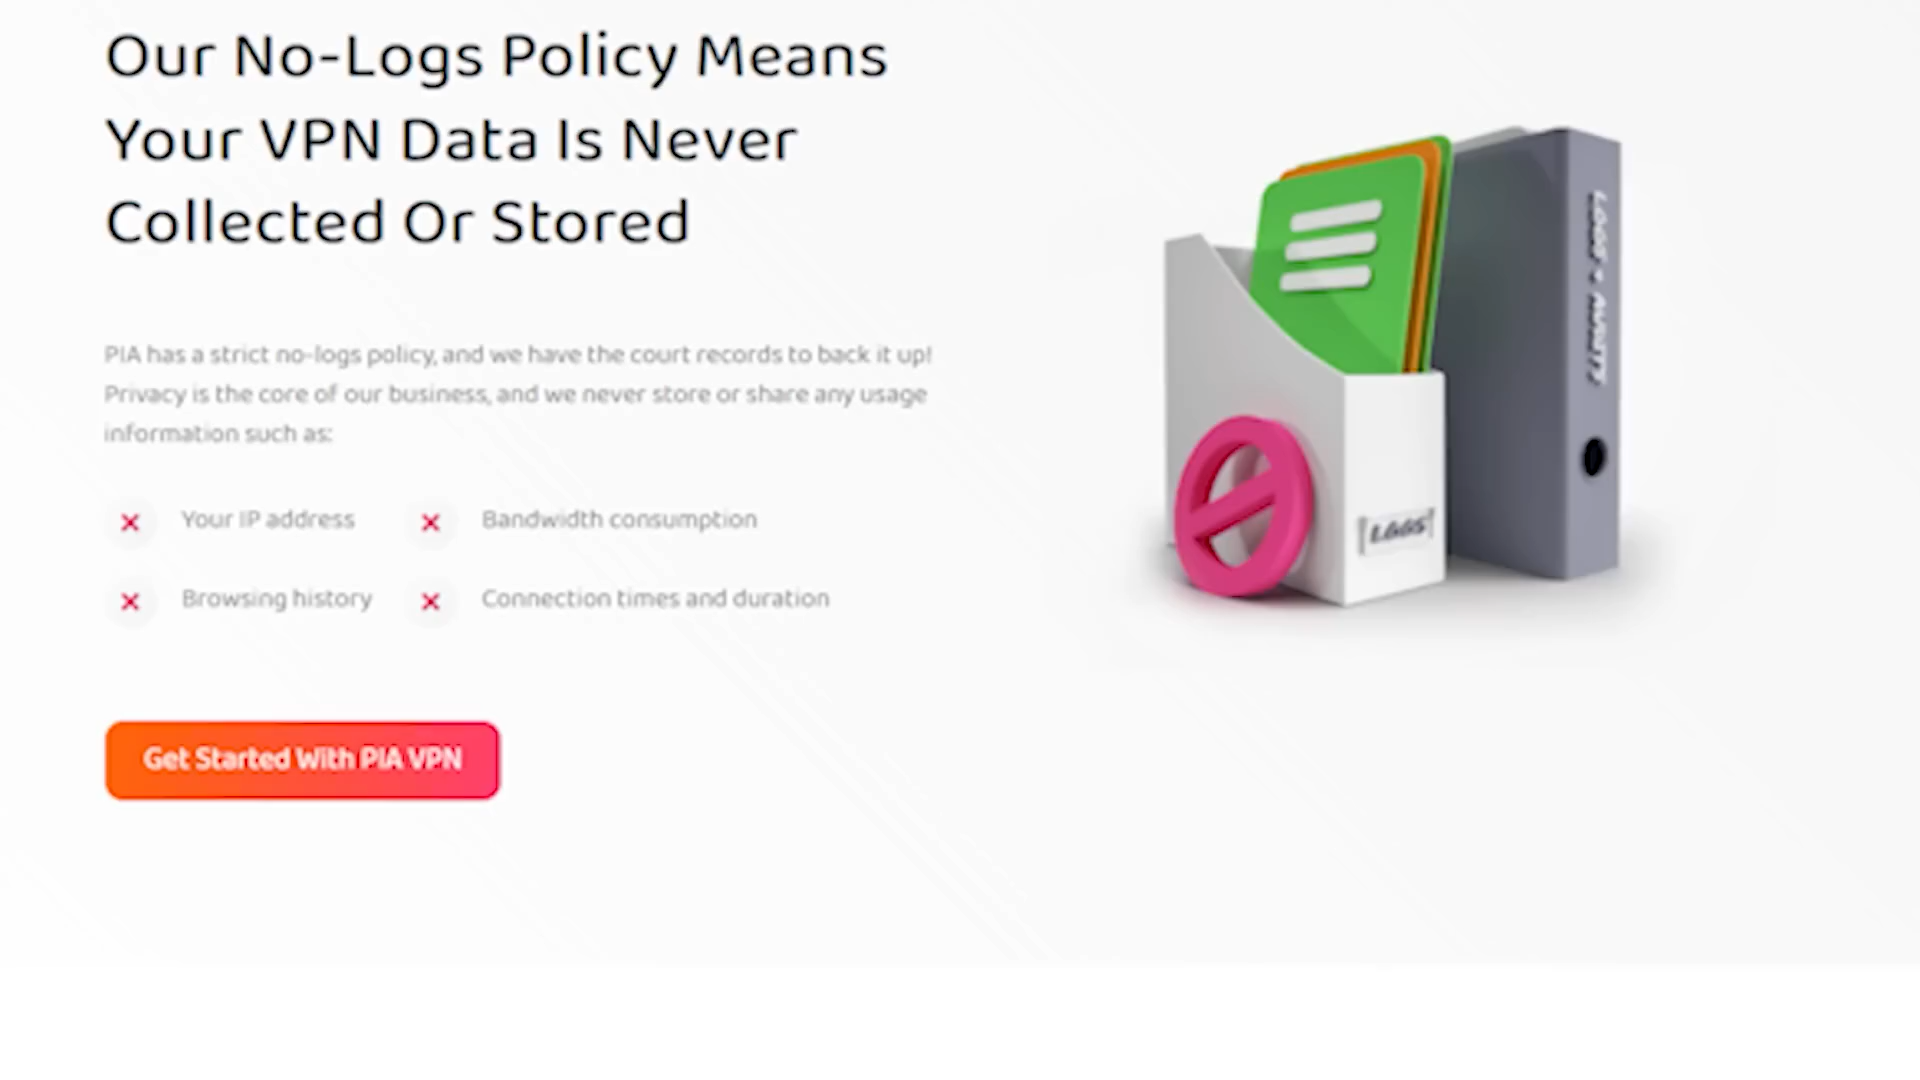 Our No-Logs Policy Means
Your VPN Data Is Never
Collected Or Stored
PIA has a strict no-logs policy, and we have the court records to back it up!
Privacy is the core of our business, and we never store or share any usage
information such as:
Your IP address
Bandwidth consumption
Browsing history
Connection times and duration
Get Started With PIA VPN
LOGS